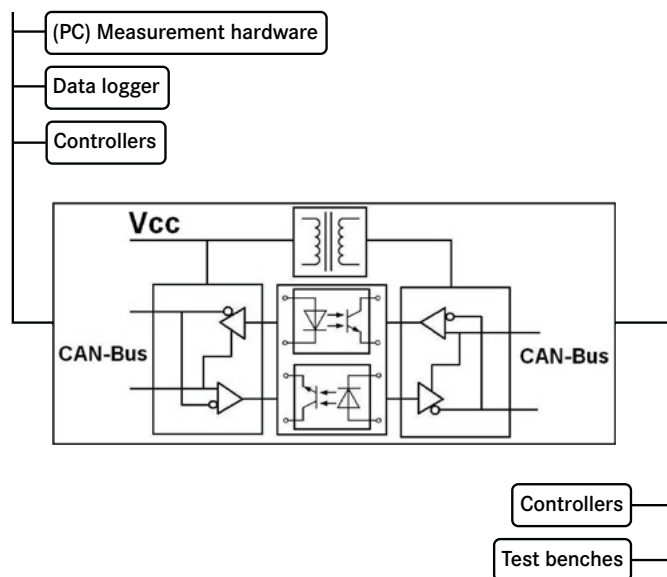 (PC) Measurement hardware
Data logger
Controllers
Vcc
CAN-Bus
CAN-Bus
Controllers
Test benches